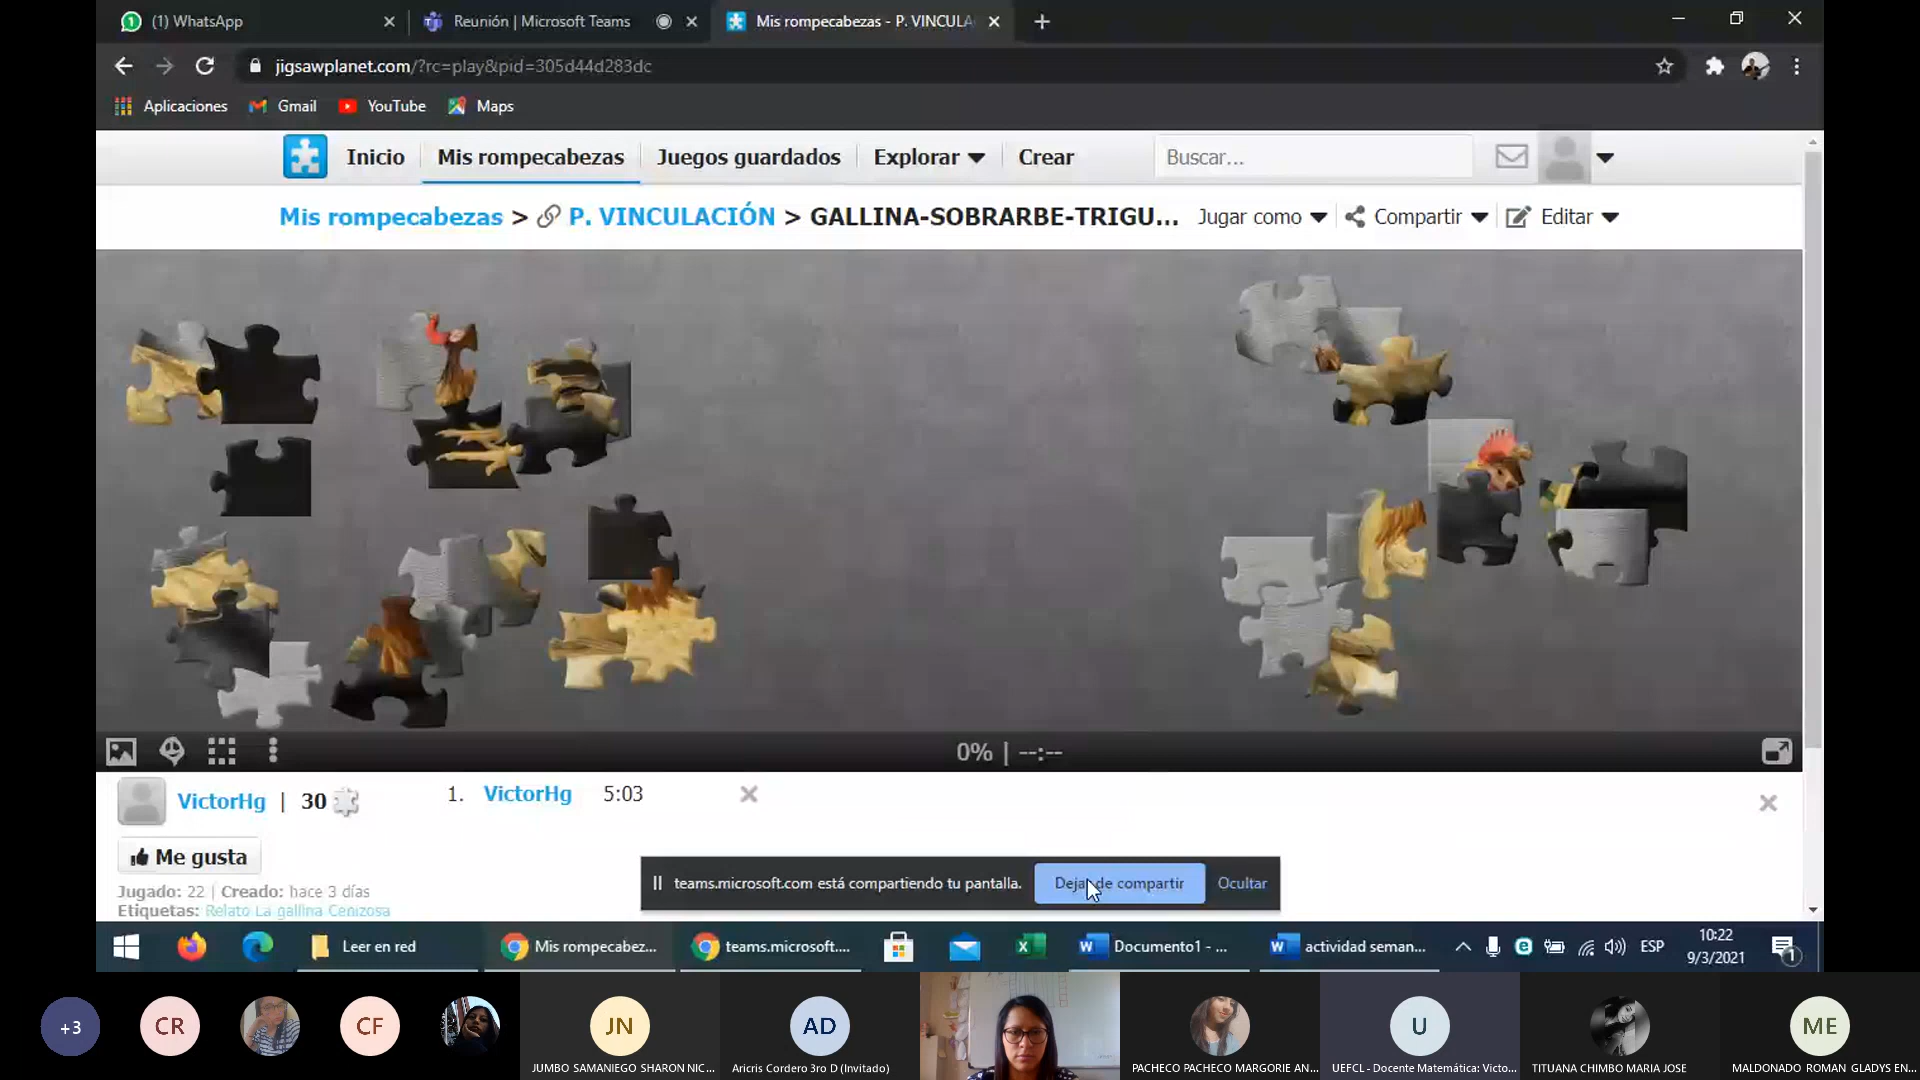 (1) WhatsApp
Reunión | Microsoft Teams
Mis rompecabezas - P. VINCULA
jigsawplanet.com/?rc=play&pid=305d44d283dc
Aplicaciones
Gmail
YouTube
Maps
Inicio
Mis rompecabezas
Juegos guardados
Explorar
Crear
Buscar...
Mis rompecabezas > P. VINCULACIÓN > GALLINA-SOBRARBE-TRIGU...
Jugar como
Compartir
Editar
0% | --:--
VictorHg | 30
1. VictorHg 5:03
Me gusta
Jugado: 22 | Creado: hace 3 días
Etiquetas: Relato La gallina Cenizosa
teams.microsoft.com está compartiendo tu pantalla.
Dejar de compartir
Ocultar
Leer en red
Mis rompecabez...
teams.microsoft....
Documento1 - ...
actividad seman...
ESP
10:22
9/3/2021
1
+3
CR
CF
JN
AD
U
ME
JUMBO SAMANIEGO SHARON NIC...
Aricris Cordero 3ro D (Invitado)
PACHECO PACHECO MARGORIE AN...
UEFCL - Docente Matemática: Victo...
TITUANA CHIMBO MARIA JOSE
MALDONADO ROMAN GLADYS EN...